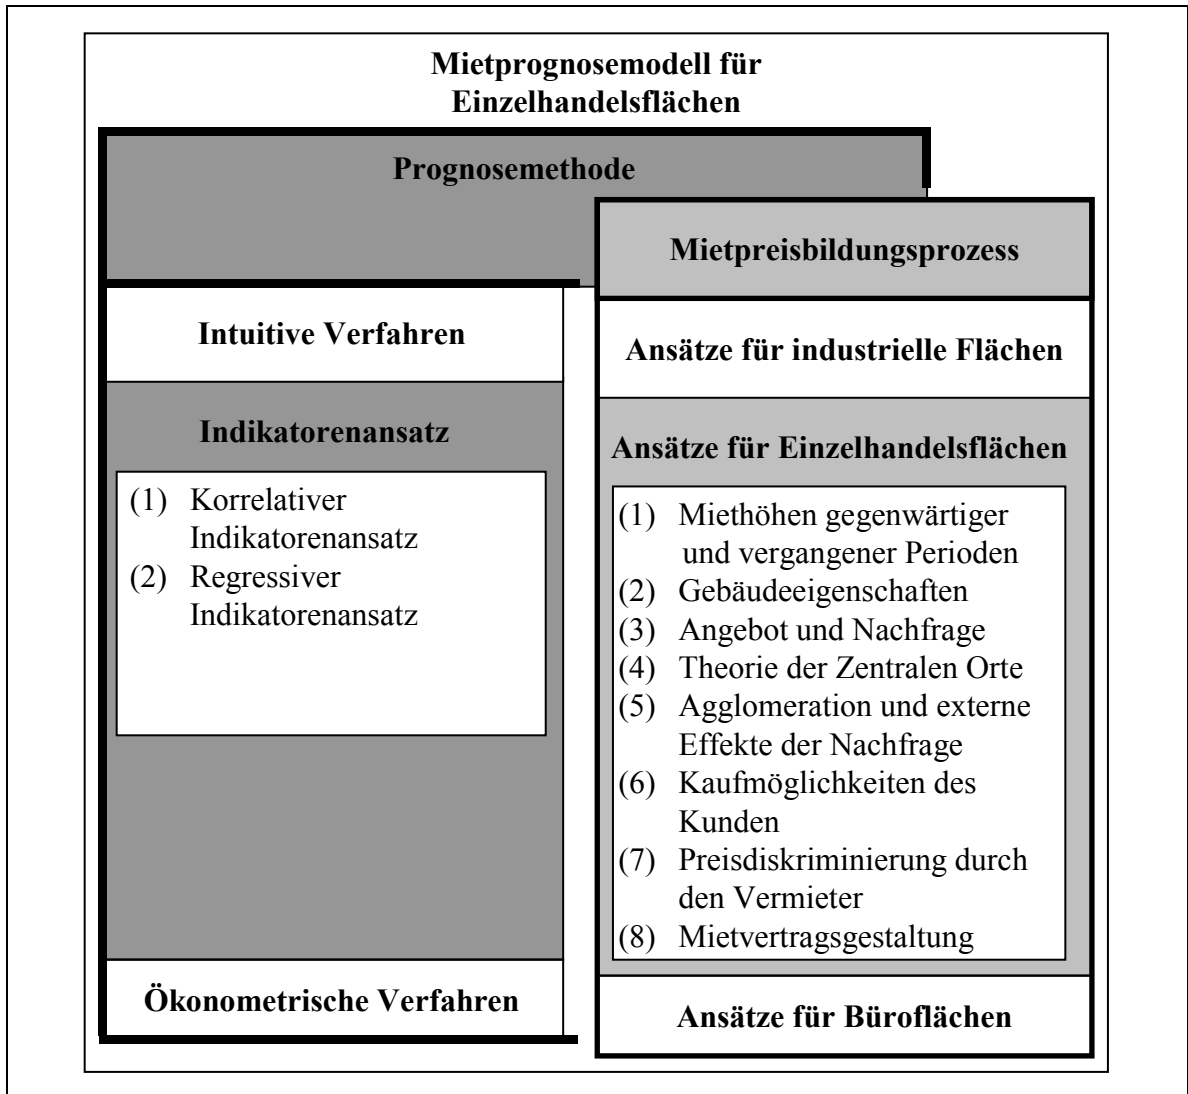 Mietprognosemodell für
Einzelhandelsflächen
Prognosemethode
Mietpreisbildungsprozess
Intuitive Verfahren
Ansätze für industrielle Flächen
Indikatorenansatz
(1) Korrelativer
Indikatorenansatz
(2) Regressiver
Indikatorenansatz
Ökonometrische Verfahren
Ansätze für Einzelhandelsflächen
(1) Miethöhen gegenwärtiger
und vergangener Perioden
(2) Gebäudeeigenschaften
(3) Angebot und Nachfrage
(4) Theorie der Zentralen Orte
(5) Agglomeration und externe
Effekte der Nachfrage
(6) Kaufmöglichkeiten des
Kunden
(7) Preisdiskriminierung durch
den Vermieter
(8) Mietvertragsgestaltung
Ansätze für Büroflächen